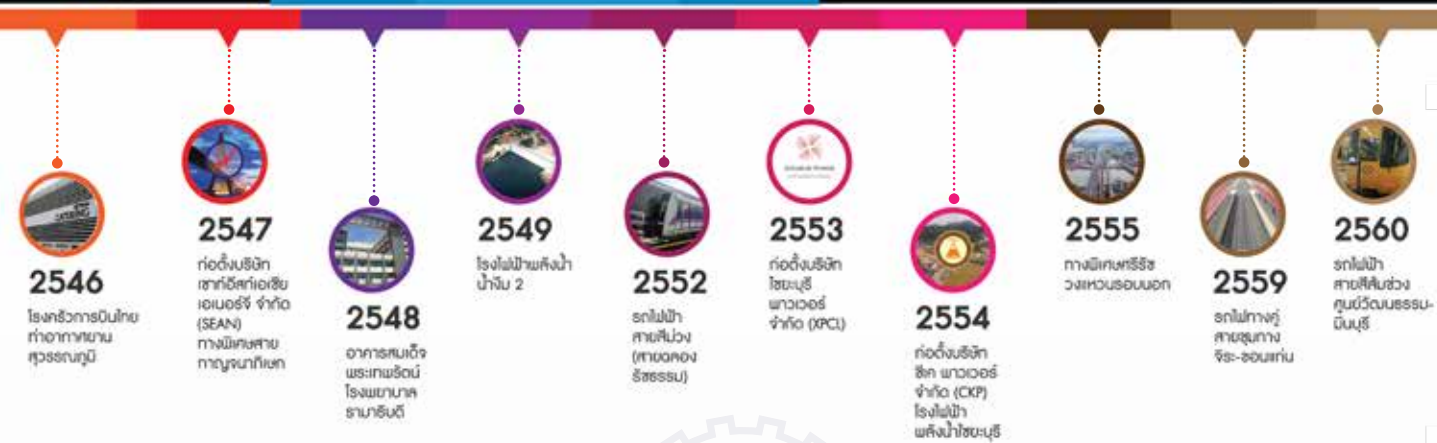 2546
โรงครัวการบินไทย
ท่าอากาศยาน
สุวรรณภูมิ
2547
ก่อตั้งบริษัท
เซาท์อีสท์เอเชีย
เอเนอร์จี จำกัด
(SEAN)
ทางพิเศษสาย
กาญจนาภิเษก
2548
อาคารสมเด็จ
พระเทพรัตน์
โรงพยาบาล
รามาธิบดี
2549
โรงไฟฟ้าพลังน้ำ
น้ำงึม 2
2552
รถไฟฟ้า
สายสีม่วง
(สายฉลอง
รัชธรรม)
2553
ก่อตั้งบริษัท
ไซยะบุรี
พาวเวอร์
จำกัด (XPCL)
2554
ก่อตั้งบริษัท
ซีเค พาวเวอร์
จำกัด (CKP)
โรงไฟฟ้า
พลังน้ำไซยะบุรี
2555
ทางพิเศษศรีรัช
วงแหวนรอบนอก
2559
รถไฟทางคู่
สายชุมทาง
จิระ-ขอนแก่น
2560
รถไฟฟ้า
สายสีส้มช่วง
ศูนย์วัฒนธรรม-
มีนบุรี